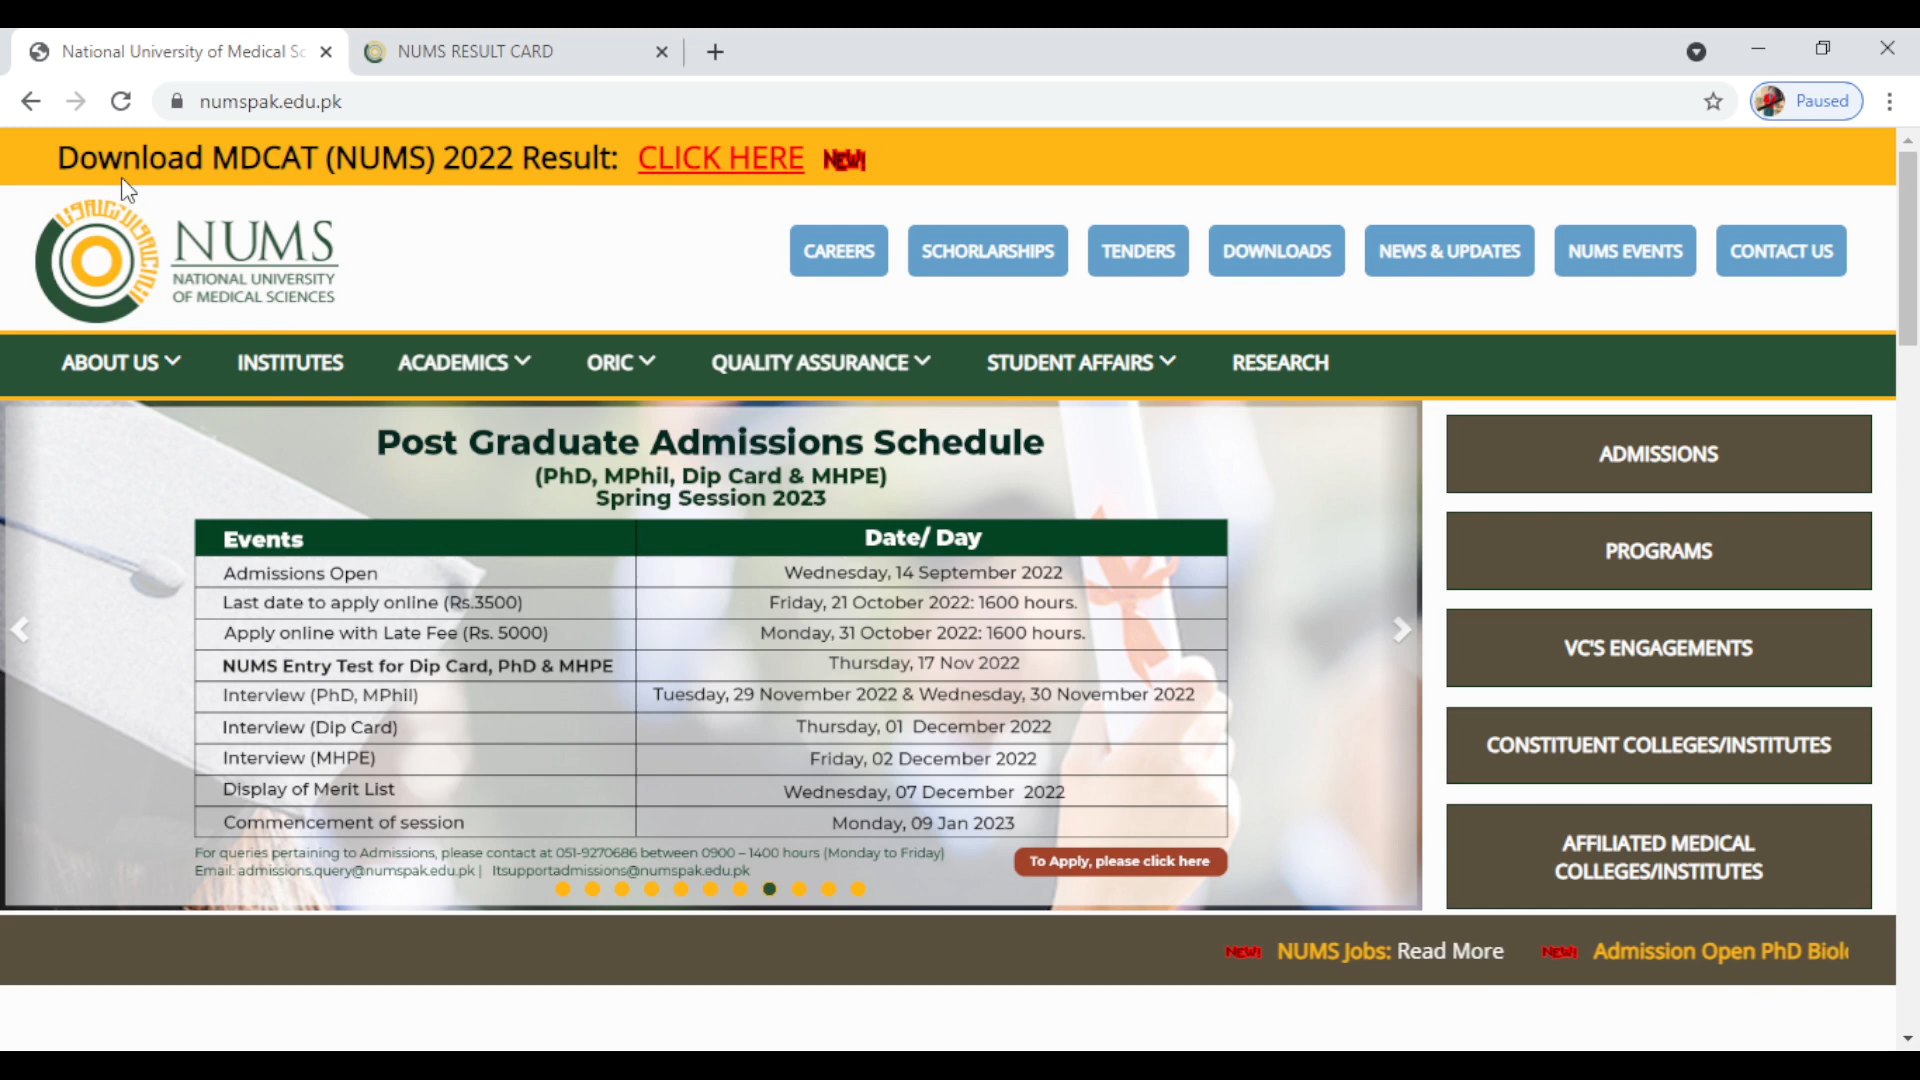 National University of Medical Sc
NUMS RESULT CARD
numspak.edu.pk
Paused
Download MDCAT (NUMS) 2022 Result: CLICK HERE NEW!
NUMS
NATIONAL UNIVERSITY
OF MEDICAL SCIENCES
CAREERS
SCHORLARSHIPS
TENDERS
DOWNLOADS
NEWS & UPDATES
NUMS EVENTS
CONTACT US
ABOUT US
INSTITUTES
ACADEMICS
ORIC
QUALITY ASSURANCE
STUDENT AFFAIRS
RESEARCH
Post Graduate Admissions Schedule
(PhD, MPhil, Dip Card & MHPE)
Spring Session 2023
Events Date/ Day
Admissions Open Wednesday, 14 September 2022
Last date to apply online (Rs.3500) Friday, 21 October 2022: 1600 hours.
Apply online with Late Fee (Rs. 5000) Monday, 31 October 2022: 1600 hours.
NUMS Entry Test for Dip Card, PhD & MHPE Thursday, 17 Nov 2022
Interview (PhD, MPhil) Tuesday, 29 November 2022 & Wednesday, 30 November 2022
Interview (Dip Card) Thursday, 01 December 2022
Interview (MHPE) Friday, 02 December 2022
Display of Merit List Wednesday, 07 December 2022
Commencement of session Monday, 09 Jan 2023
For queries pertaining to Admissions, please contact at 051-9270686 between 0900 – 1400 hours (Monday to Friday)
Email: admissions.query@numspak.edu.pk | Itsupportadmissions@numspak.edu.pk
To Apply, please click here
ADMISSIONS
PROGRAMS
VC'S ENGAGEMENTS
CONSTITUENT COLLEGES/INSTITUTES
AFFILIATED MEDICAL
COLLEGES/INSTITUTES
NEW! NUMS Jobs: Read More NEW! Admission Open PhD Biol